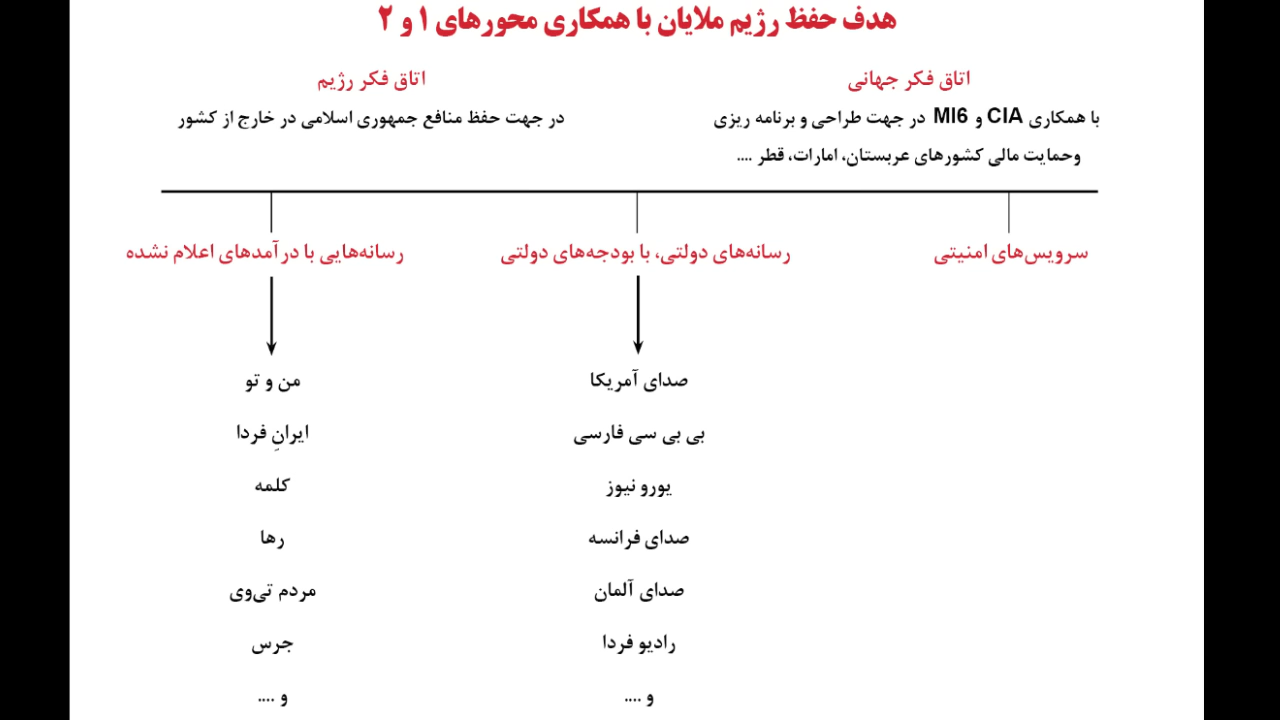 هدف حفظ رژیم ملایان با همکاری محورهای ۱ و ۲
اتاق فکر جهانی
با همکاری CIA و MI6 در جهت طراحی و برنامه ریزی
وحمایت مالی کشورهای عربستان، امارات، قطر ....
اتاق فکر رژیم
در جهت حفظ منافع جمهوری اسلامی در خارج از کشور
سرویس‌های امنیتی
رسانه‌های دولتی، با بودجه‌های دولتی
صدای آمریکا
بی بی سی فارسی
یورو نیوز
صدای فرانسه
صدای آلمان
رادیو فردا
و ....
رسانه‌هایی با درآمدهای اعلام نشده
من و تو
ایرانِ فردا
کلمه
رها
مردم تی‌وی
جرس
و ....